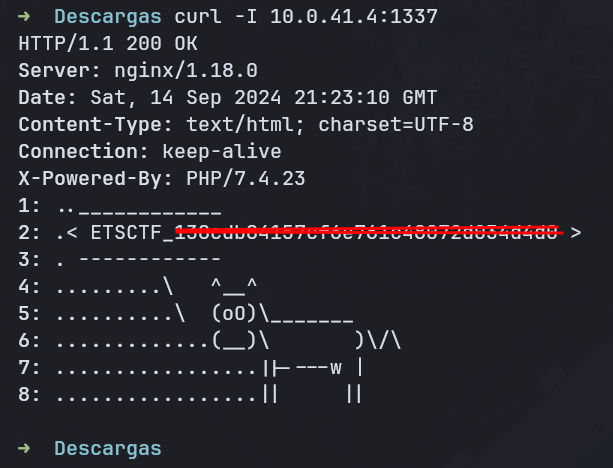 → Descargas curl -I 10.0.41.4:1337
HTTP/1.1 200 OK
Server: nginx/1.18.0
Date: Sat, 14 Sep 2024 21:23:10 GMT
Content-Type: text/html; charset=UTF-8
Connection: keep-alive
X-Powered-By: PHP/7.4.23
1: ..____________
2: .< ETSCTF_ >
3: . ------------
4: .........\   ^__^
5: ..........\  (oO)\_______
6: .............(__)\       )\/\
7: .................||----w |
8: .................||     ||
→ Descargas